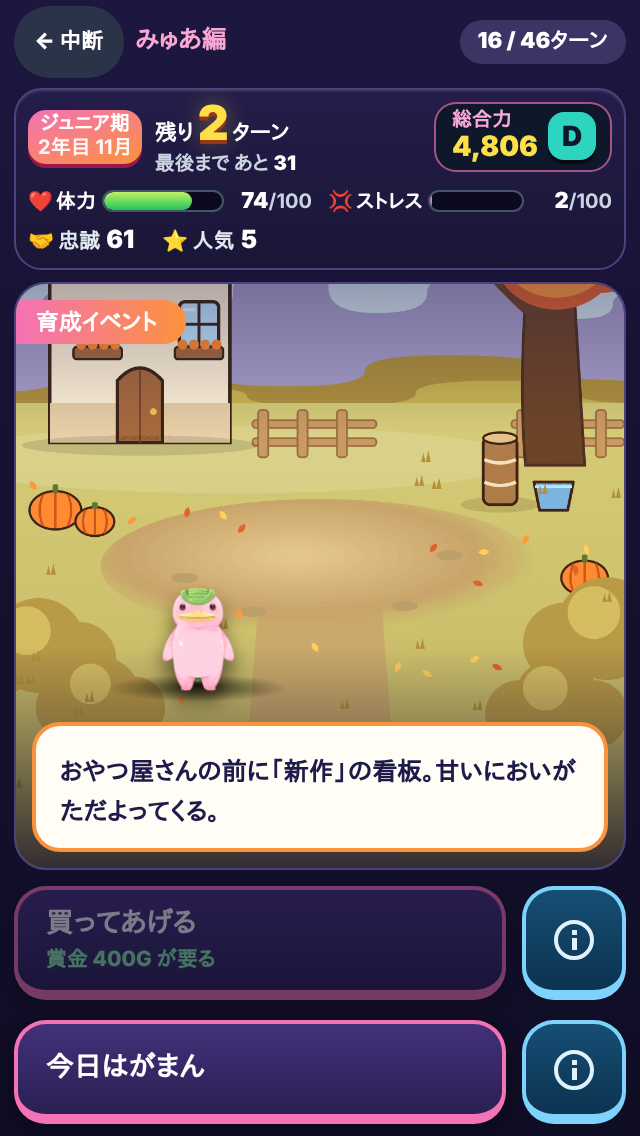 ← 中断
みゅあ編
16 / 46ターン
ジュニア期
2年目 11月
残り2ターン
最後まで あと 31
総合力
4,806 D
体力 74/100 ストレス 2/100
忠誠 61 人気 5
育成イベント
おやつ屋さんの前に「新作」の看板。甘いにおいが
ただよってくる。
買ってあげる
賞金 400G が要る
今日はがまん